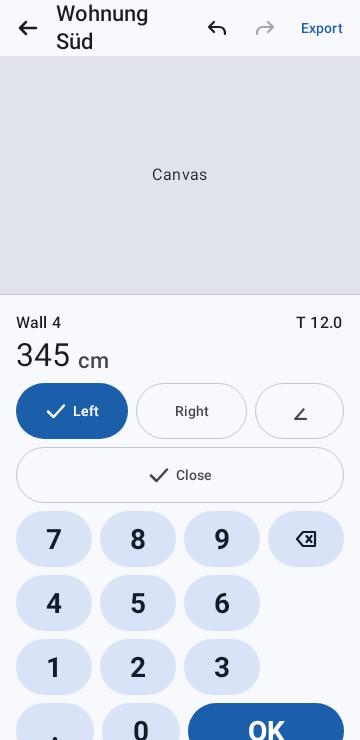 Wohnung
Süd
Export
Canvas
Wall 4
T 12.0
345 cm
Left
Right
Close
7
8
9
4
5
6
1
2
3
.
0
OK